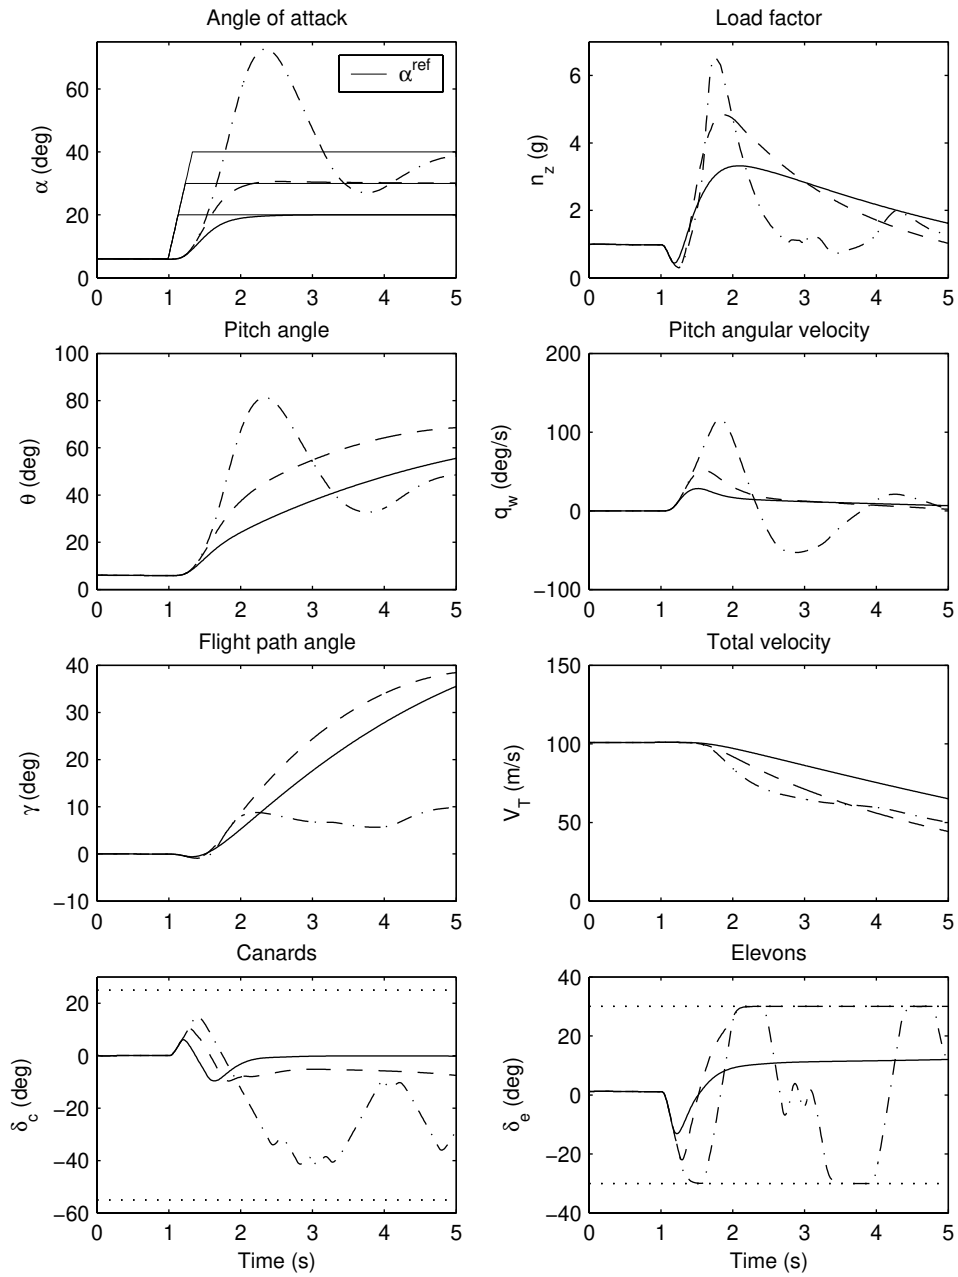 Angle of attack
α (deg)
60
40
20
0
0 1 2 3 4 5
α^ref
Load factor
n_z (g)
6
4
2
0
0 1 2 3 4 5
Pitch angle
θ (deg)
100
80
60
40
20
0
0 1 2 3 4 5
Pitch angular velocity
q_w (deg/s)
200
100
0
−100
0 1 2 3 4 5
Flight path angle
γ (deg)
40
30
20
10
0
−10
0 1 2 3 4 5
Total velocity
V_T (m/s)
150
100
50
0
0 1 2 3 4 5
Canards
δ_c (deg)
20
0
−20
−40
−60
0 1 2 3 4 5
Time (s)
Elevons
δ_e (deg)
40
20
0
−20
−40
0 1 2 3 4 5
Time (s)